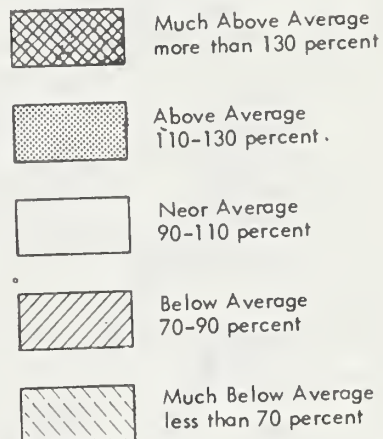 Much Above Average
more than 130 percent
Above Average
110-130 percent.
Neor Average
90-110 percent
Below Average
70-90 percent
Much Below Average
less than 70 percent